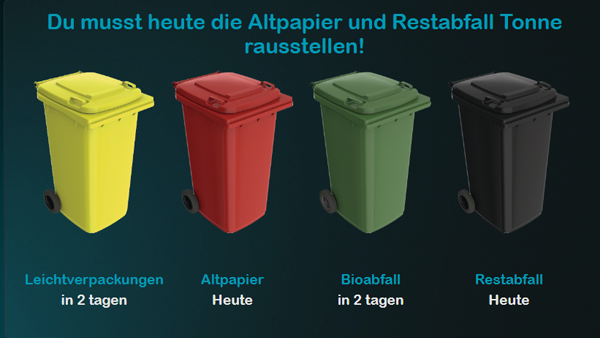 Du musst heute die Altpapier und Restabfall Tonne
rausstellen!
Leichtverpackungen
in 2 tagen
Altpapier
Heute
Bioabfall
in 2 tagen
Restabfall
Heute